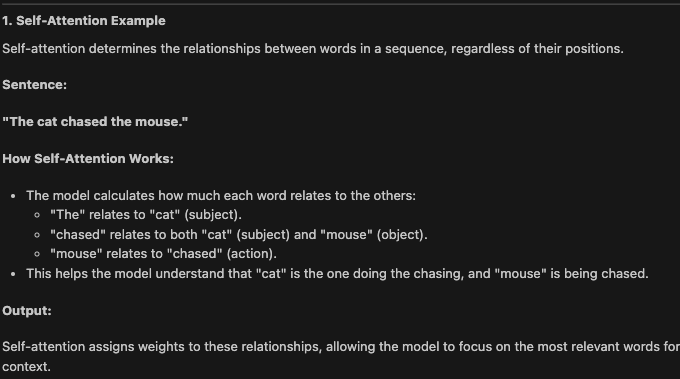 1. Self-Attention Example
Self-attention determines the relationships between words in a sequence, regardless of their positions.
Sentence:
"The cat chased the mouse."
How Self-Attention Works:
• The model calculates how much each word relates to the others:
◦ "The" relates to "cat" (subject).
◦ "chased" relates to both "cat" (subject) and "mouse" (object).
◦ "mouse" relates to "chased" (action).
• This helps the model understand that "cat" is the one doing the chasing, and "mouse" is being chased.
Output:
Self-attention assigns weights to these relationships, allowing the model to focus on the most relevant words for
context.